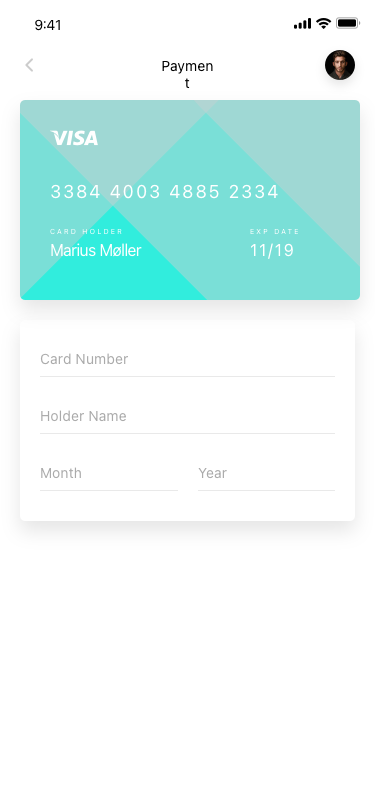 9:41
Paymen
t
VISA
3384 4003 4885 2334
CARD HOLDER EXP DATE
Marius Møller 11/19
Card Number
Holder Name
Month Year